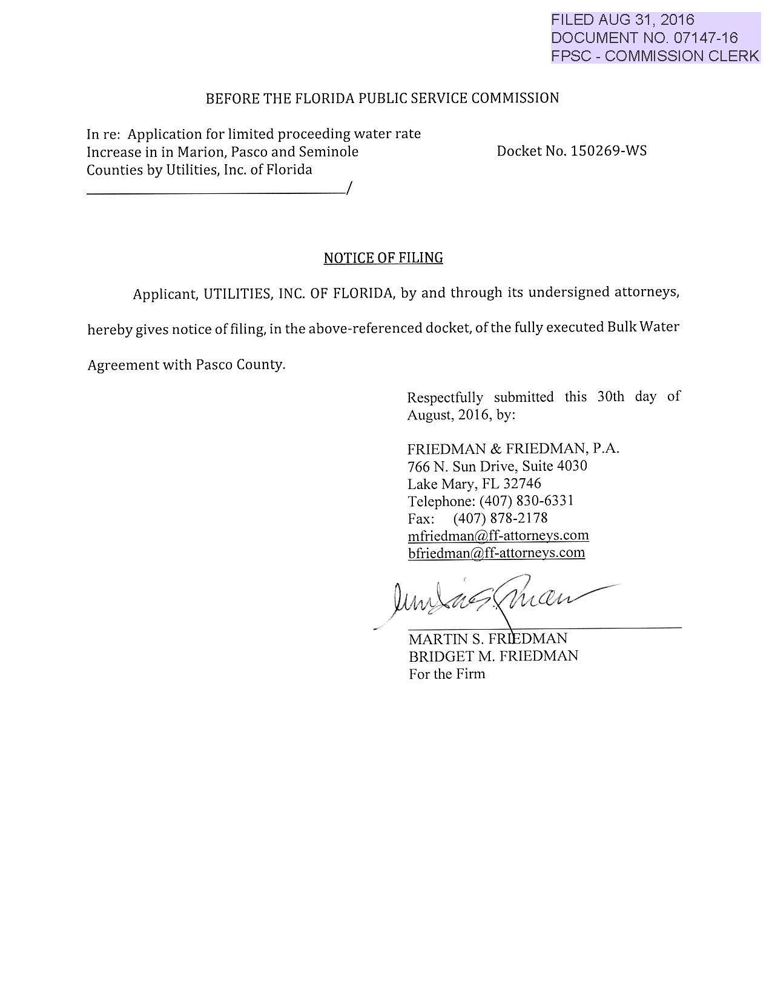 FILED AUG 31, 2016
DOCUMENT NO. 07147-16
FPSC - COMMISSION CLERK
BEFORE THE FLORIDA PUBLIC SERVICE COMMISSION
In re: Application for limited proceeding water rate
Increase in in Marion, Pasco and Seminole
Docket No. 150269-WS
Counties by Utilities, Inc. of Florida
/
NOTICE OF FILING
Applicant, UTILITIES, INC. OF FLORIDA, by and through its undersigned attorneys,
hereby gives notice of filing, in the above-referenced docket, of the fully executed Bulk Water
Agreement with Pasco County.
Respectfully submitted this 30th day of
August, 2016, by:
FRIEDMAN & FRIEDMAN, P.A.
766 N. Sun Drive, Suite 4030
Lake Mary, FL 32746
Telephone: (407) 830-6331
Fax: (407) 878-2178
mfriedman@ff-attorneys.com
bfriedman@ff-attorneys.com
MARTIN S. FRIEDMAN
BRIDGET M. FRIEDMAN
For the Firm